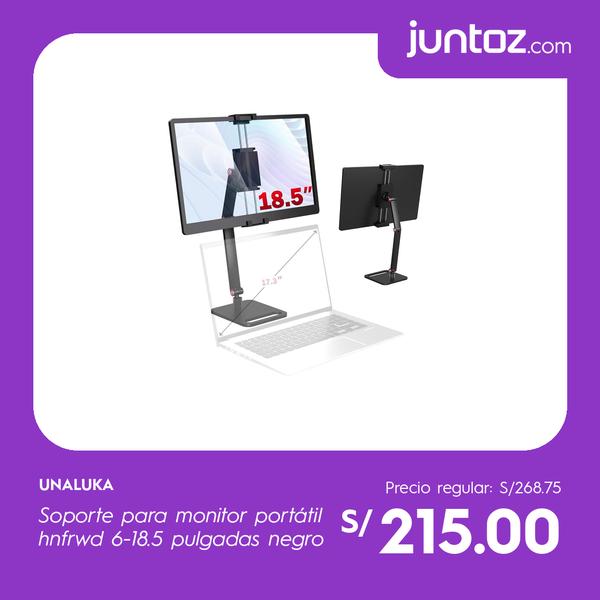 juntoz.com
18.5"
17.3"
UNALUKA
Soporte para monitor portátil
hnfrwd 6-18.5 pulgadas negro
Precio regular: S/268.75
S/215.00